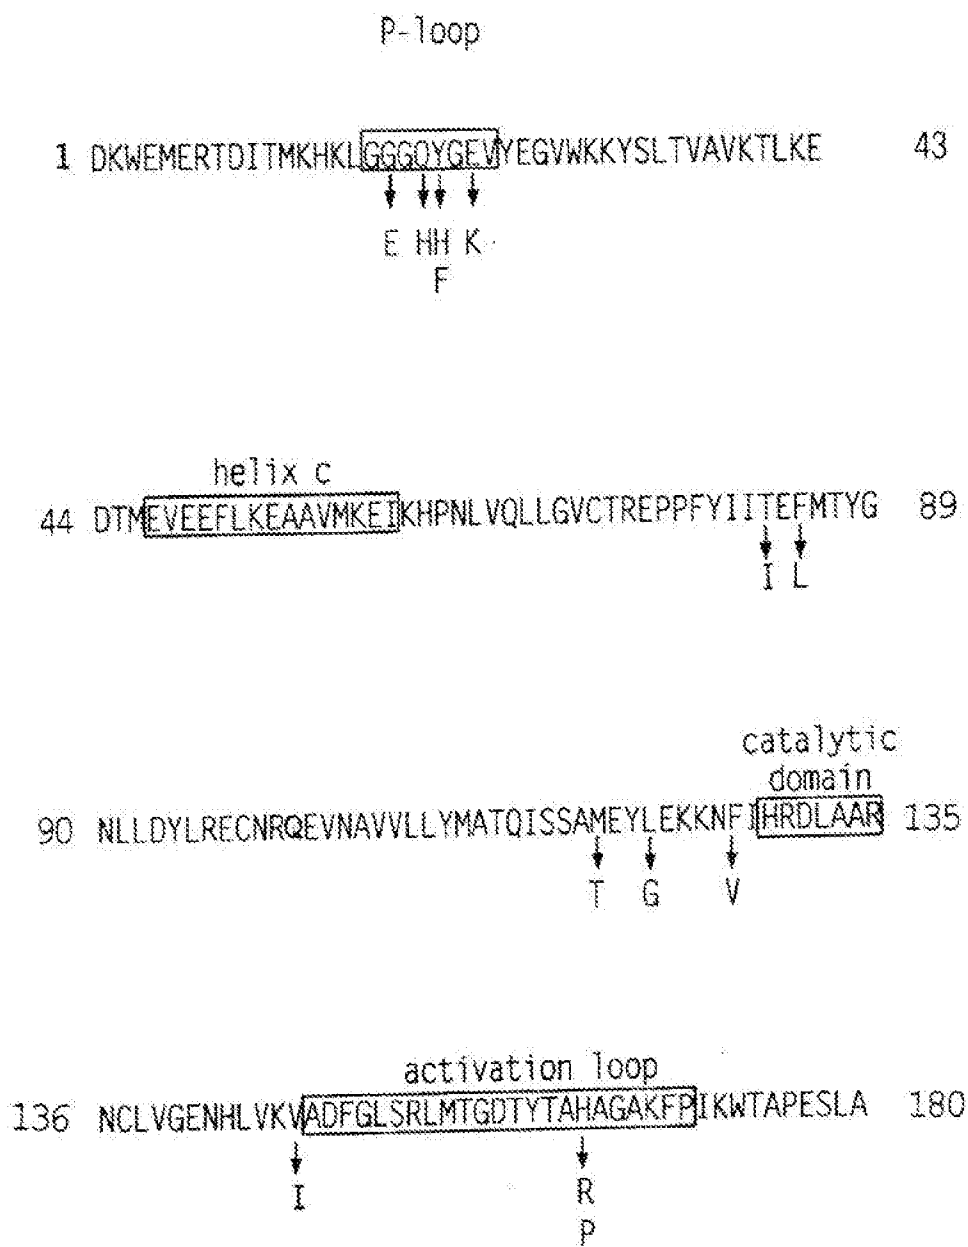 P-loop
1 DKWEMERTDITMKHKLGGGQYGEVYEGVWKKYSLTVAVKTLKE 43
E HH K
F
helix c
44 DTMEVEEFLKEAAVMKEIKHPNLVQLLGVCTREPPFYIITEFMTYG 89
I L
catalytic
domain
90 NLLDYLRECNRQEVNAVVLLYMATQISSAMEYLEKKNFIHRDLAAR 135
T G V
activation loop
136 NCLVGENHLVKVADFGLSRLMTGDTYTAHAGAKFPIKWTAPESLA 180
I R
P